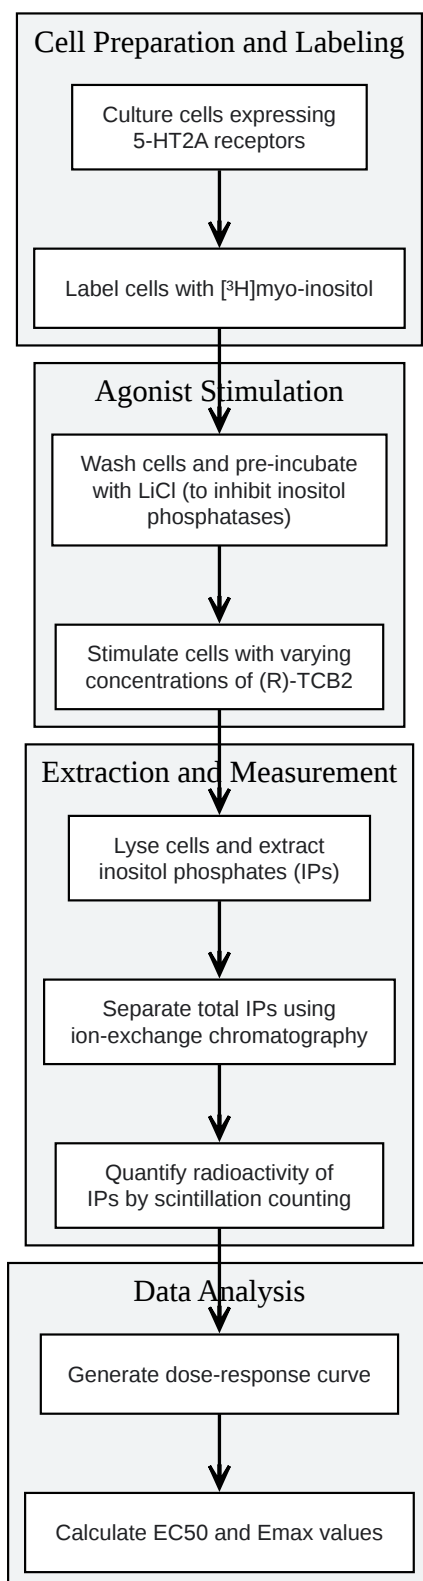 Cell Preparation and Labeling
Culture cells expressing
5-HT2A receptors
Label cells with [³H]myo-inositol
Agonist Stimulation
Wash cells and pre-incubate
with LiCl (to inhibit inositol
phosphatases)
Stimulate cells with varying
concentrations of (R)-TCB2
Extraction and Measurement
Lyse cells and extract
inositol phosphates (IPs)
Separate total IPs using
ion-exchange chromatography
Quantify radioactivity of
IPs by scintillation counting
Data Analysis
Generate dose-response curve
Calculate EC50 and Emax values